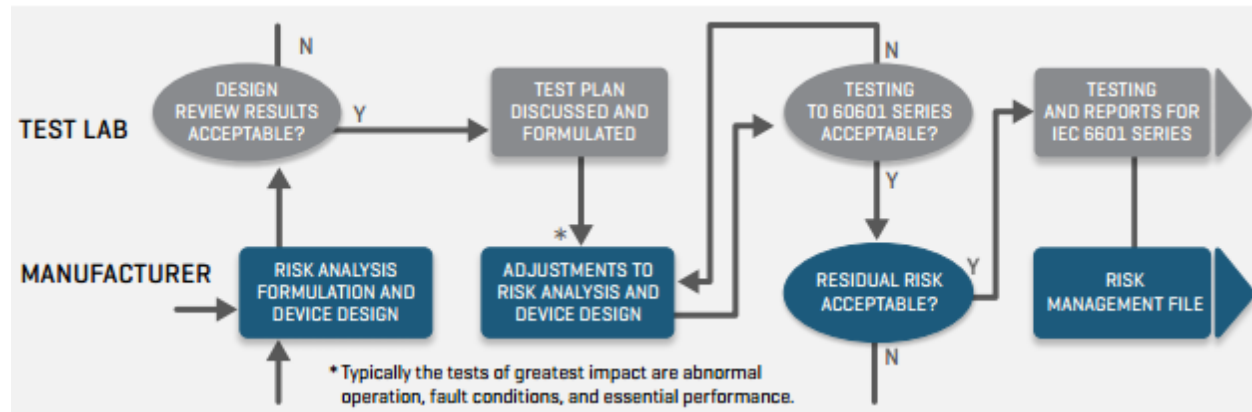 N
DESIGN
REVIEW RESULTS
ACCEPTABLE?
Y
TEST PLAN
DISCUSSED AND
FORMULATED
N
TESTING
TO 60601 SERIES
ACCEPTABLE?
Y
TESTING
AND REPORTS FOR
IEC 6601 SERIES
TEST LAB
MANUFACTURER
RISK ANALYSIS
FORMULATION AND
DEVICE DESIGN
*
ADJUSTMENTS TO
RISK ANALYSIS AND
DEVICE DESIGN
RESIDUAL RISK
ACCEPTABLE?
Y
N
RISK
MANAGEMENT FILE
* Typically the tests of greatest impact are abnormal
operation, fault conditions, and essential performance.